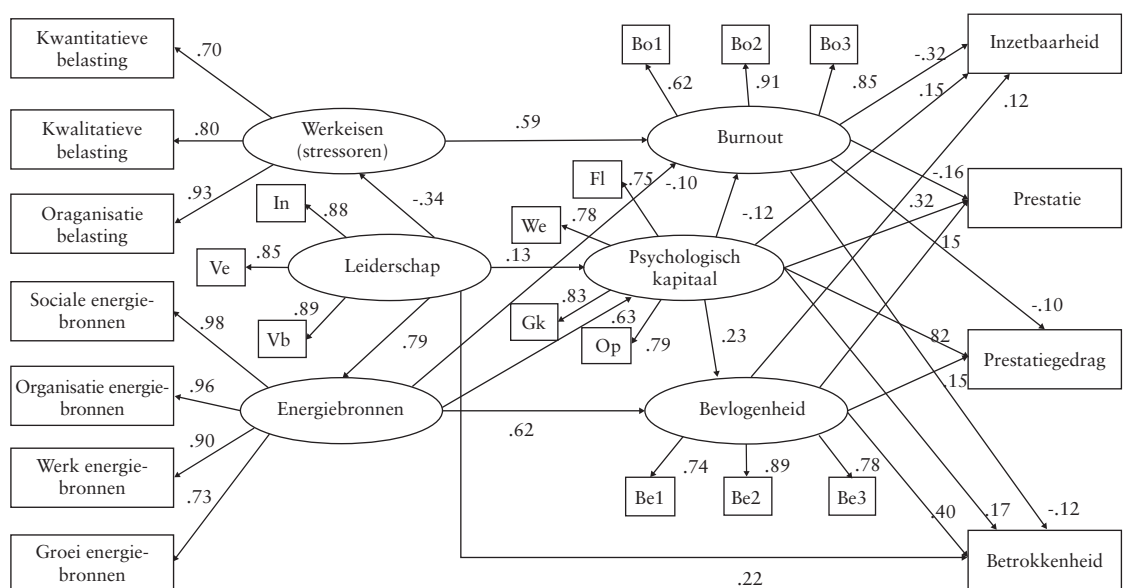 Kwantitatieve
belasting
.70
Kwalitatieve
belasting
.80
Oraganisatie
belasting
.93
Sociale energie-
bronnen
.98
Organisatie energie-
bronnen
.96
Werk energie-
bronnen
.90
Groei energie-
bronnen
.73
Werkeisen
(stressoren)
.59
-.34
In
.88
Ve
.85
Vb
.89
Leiderschap
.13
.79
Energiebronnen
.62
-.10
.63
.22
Bo1
.62
Bo2
.91
Bo3
.85
Burnout
Fl
.75
We
.78
Gk
.83
Op
.79
Psychologisch
kapitaal
-.12
.23
Bevlogenheid
Be1
.74
Be2
.89
Be3
.78
-.32
.15
.12
Inzetbaarheid
-.16
.32
.15
Prestatie
-.10
.82
.15
Prestatiegedrag
.40
.17
-.12
Betrokkenheid